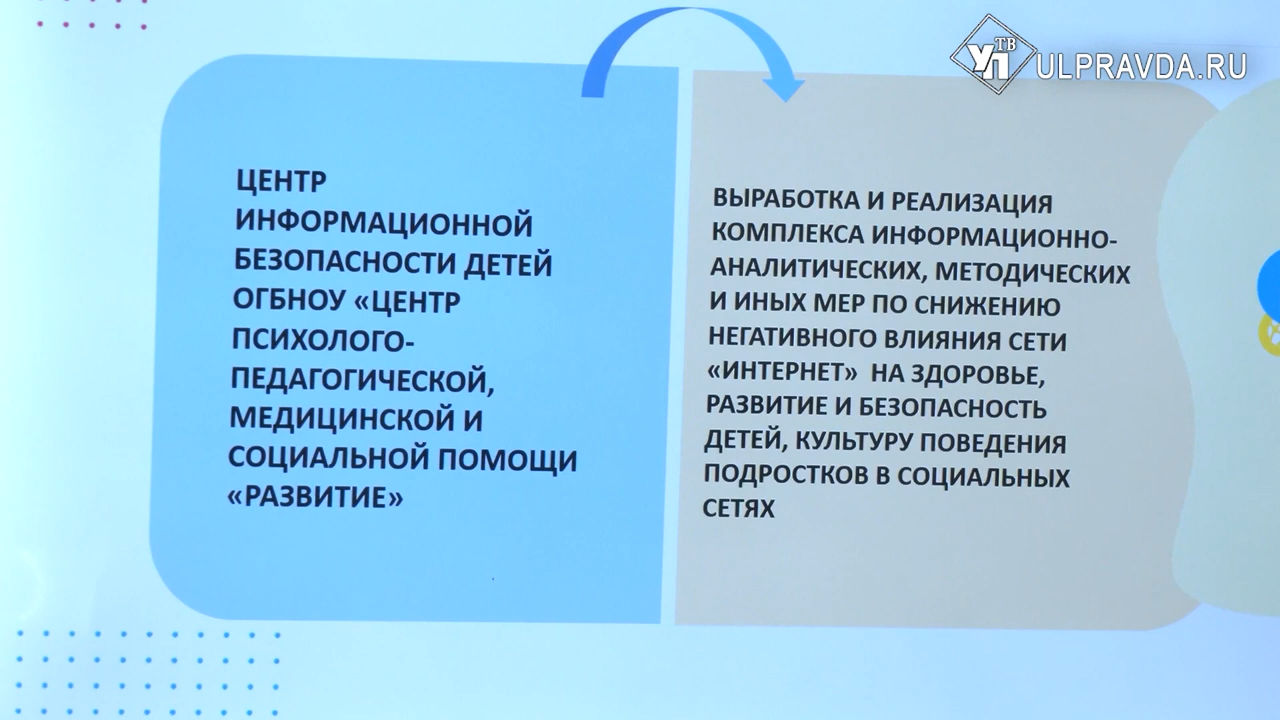 УП ТВ ULPRAVDA.RU
ЦЕНТР
ИНФОРМАЦИОННОЙ
БЕЗОПАСНОСТИ ДЕТЕЙ
ОГБНОУ «ЦЕНТР
ПСИХОЛОГО-
ПЕДАГОГИЧЕСКОЙ,
МЕДИЦИНСКОЙ И
СОЦИАЛЬНОЙ ПОМОЩИ
«РАЗВИТИЕ»
ВЫРАБОТКА И РЕАЛИЗАЦИЯ
КОМПЛЕКСА ИНФОРМАЦИОННО-
АНАЛИТИЧЕСКИХ, МЕТОДИЧЕСКИХ
И ИНЫХ МЕР ПО СНИЖЕНИЮ
НЕГАТИВНОГО ВЛИЯНИЯ СЕТИ
«ИНТЕРНЕТ» НА ЗДОРОВЬЕ,
РАЗВИТИЕ И БЕЗОПАСНОСТЬ
ДЕТЕЙ, КУЛЬТУРУ ПОВЕДЕНИЯ
ПОДРОСТКОВ В СОЦИАЛЬНЫХ
СЕТЯХ